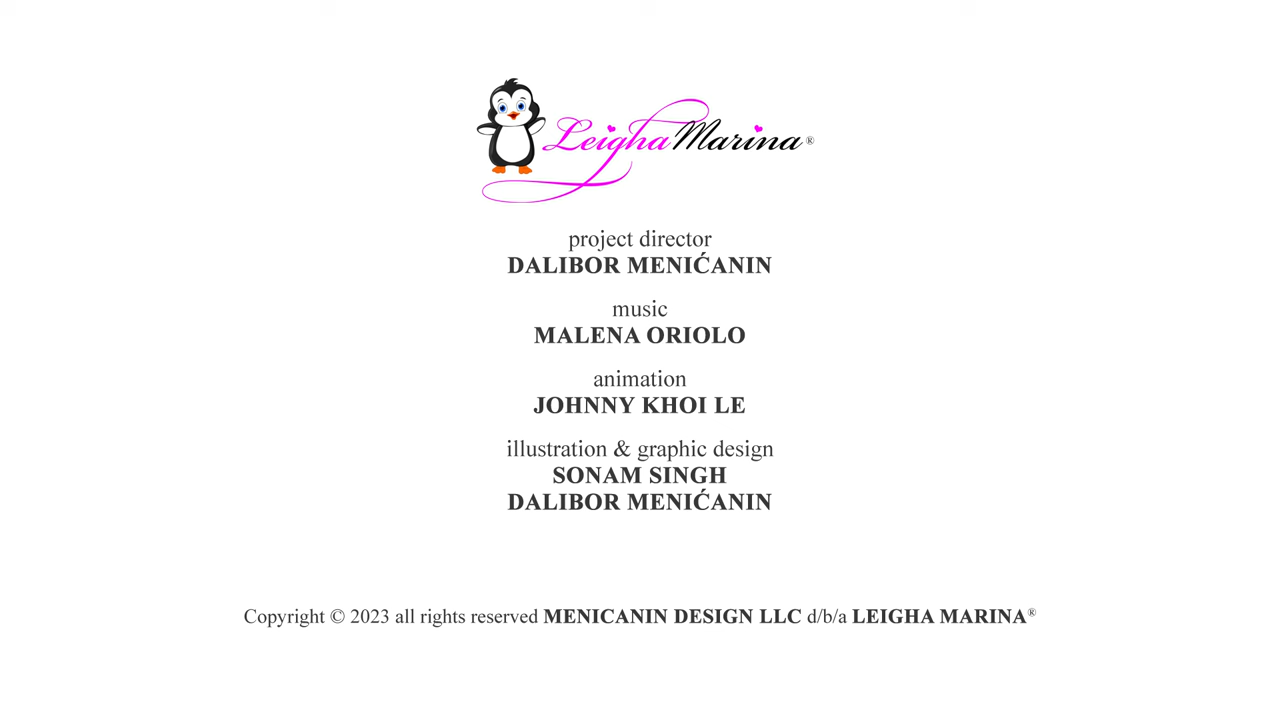 LeighaMarina®
project director
DALIBOR MENIĆANIN
music
MALENA ORIOLO
animation
JOHNNY KHOI LE
illustration & graphic design
SONAM SINGH
DALIBOR MENIĆANIN
Copyright © 2023 all rights reserved MENICANIN DESIGN LLC d/b/a LEIGHA MARINA®